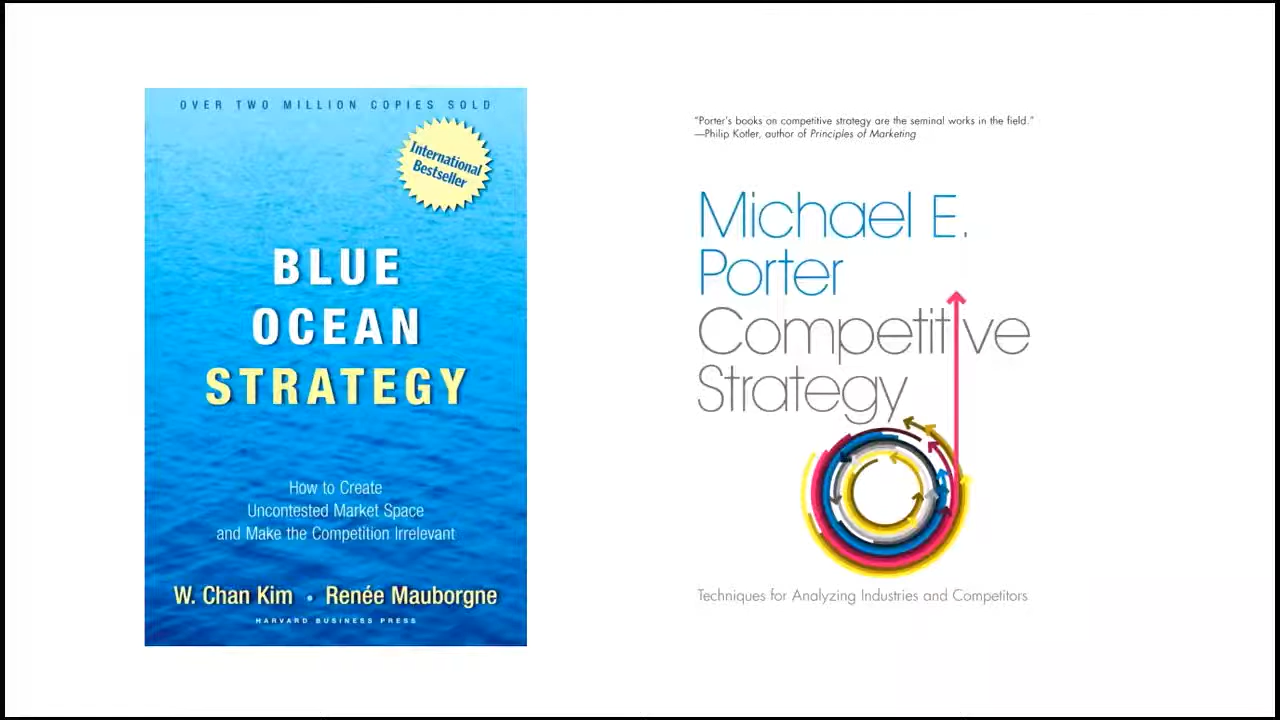 OVER TWO MILLION COPIES SOLD
International
Bestseller
BLUE
OCEAN
STRATEGY
How to Create
Uncontested Market Space
and Make the Competition Irrelevant
W. Chan Kim • Renée Mauborgne
HARVARD BUSINESS PRESS
“Porter’s books on competitive strategy are the seminal works in the field.”
—Philip Kotler, author of Principles of Marketing
Michael E.
Porter
Competitive
Strategy
Techniques for Analyzing Industries and Competitors